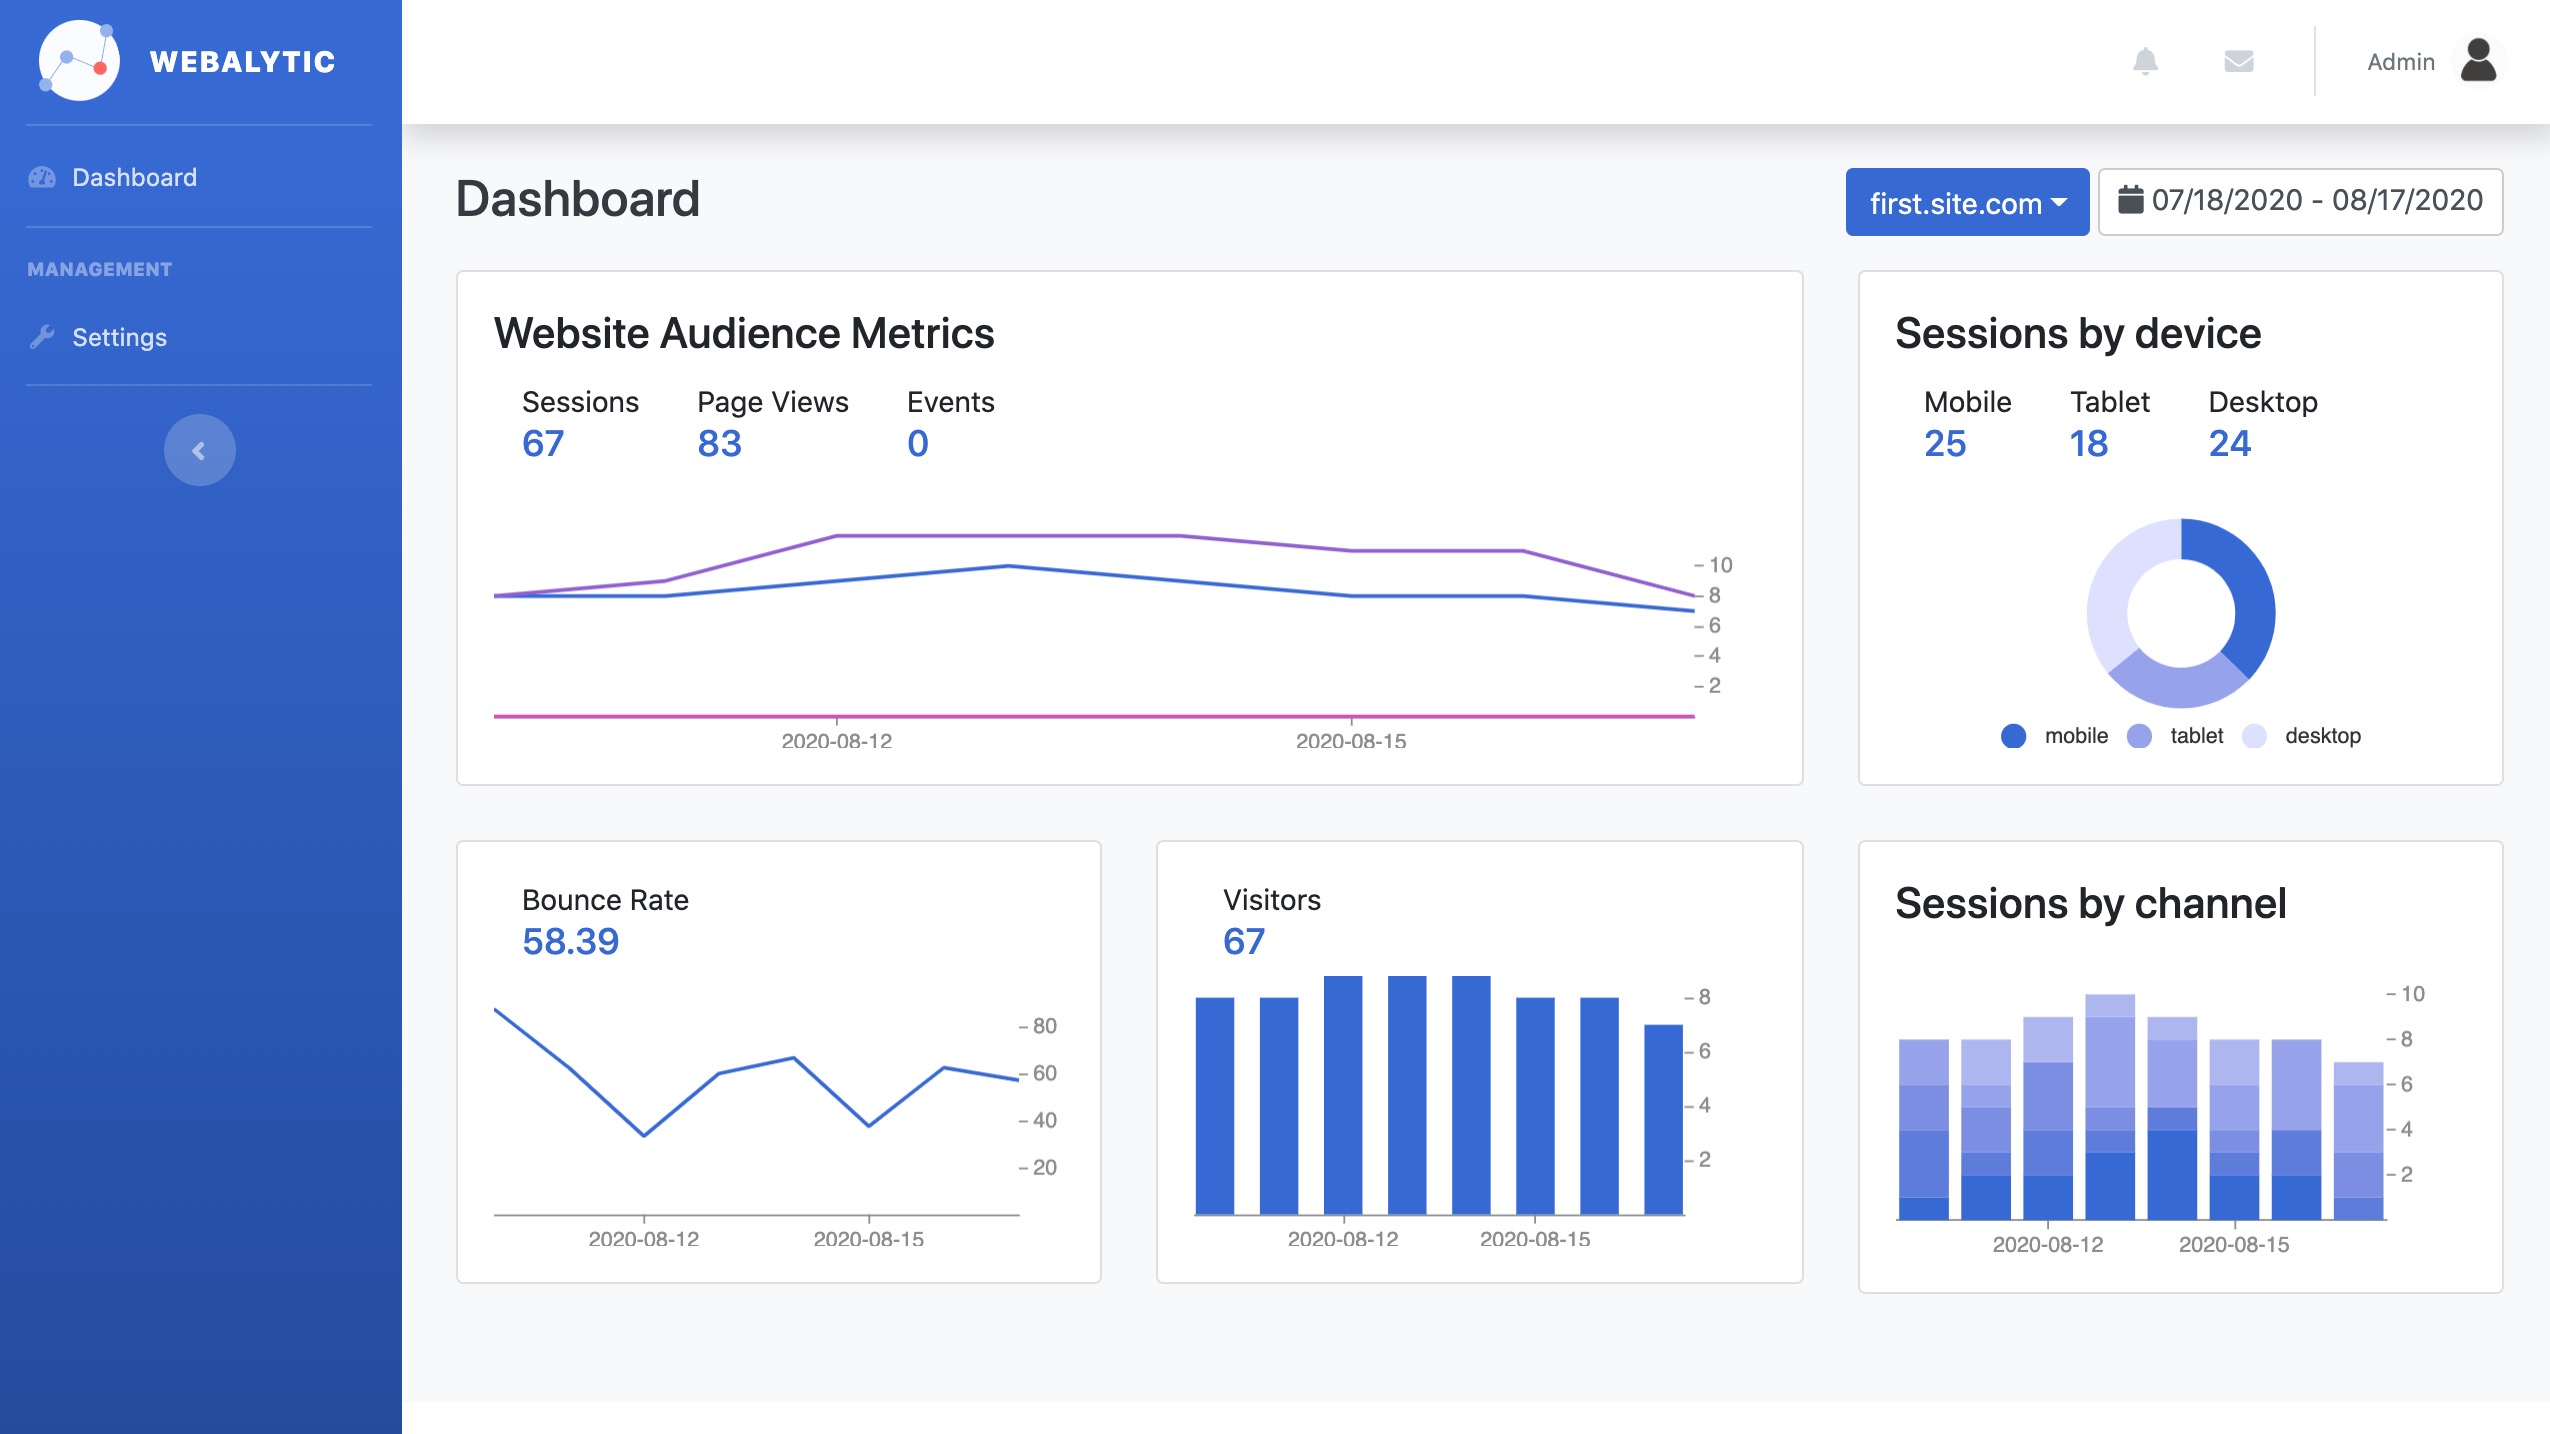 WEBALYTIC
Admin
Dashboard
MANAGEMENT
Settings
Dashboard
first.site.com
07/18/2020 - 08/17/2020
Website Audience Metrics
Sessions Page Views Events
67 83 0
10
8
6
4
2
2020-08-12 2020-08-15
Sessions by device
Mobile Tablet Desktop
25 18 24
mobile tablet desktop
Bounce Rate
58.39
80
60
40
20
2020-08-12 2020-08-15
Visitors
67
8
6
4
2
2020-08-12 2020-08-15
Sessions by channel
10
8
6
4
2
2020-08-12 2020-08-15